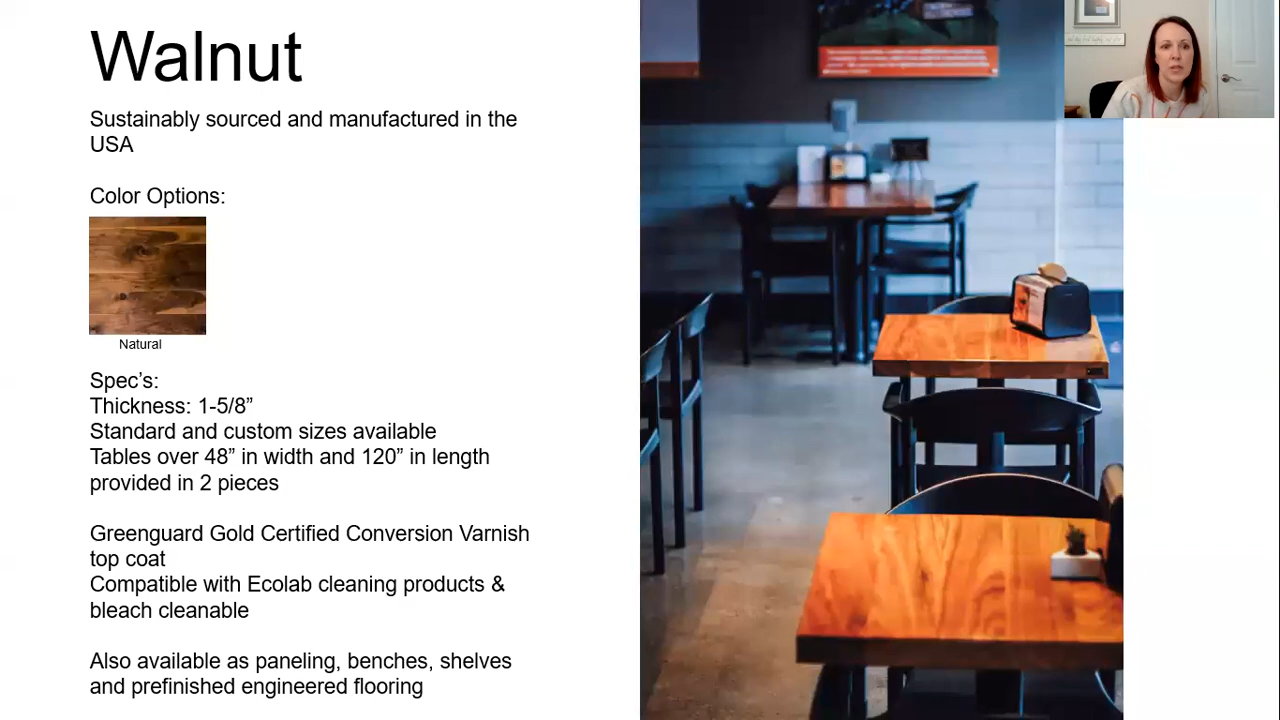 Walnut
Sustainably sourced and manufactured in the
USA
Color Options:
Natural
Spec’s:
Thickness: 1-5/8”
Standard and custom sizes available
Tables over 48” in width and 120” in length
provided in 2 pieces
Greenguard Gold Certified Conversion Varnish
top coat
Compatible with Ecolab cleaning products &
bleach cleanable
Also available as paneling, benches, shelves
and prefinished engineered flooring